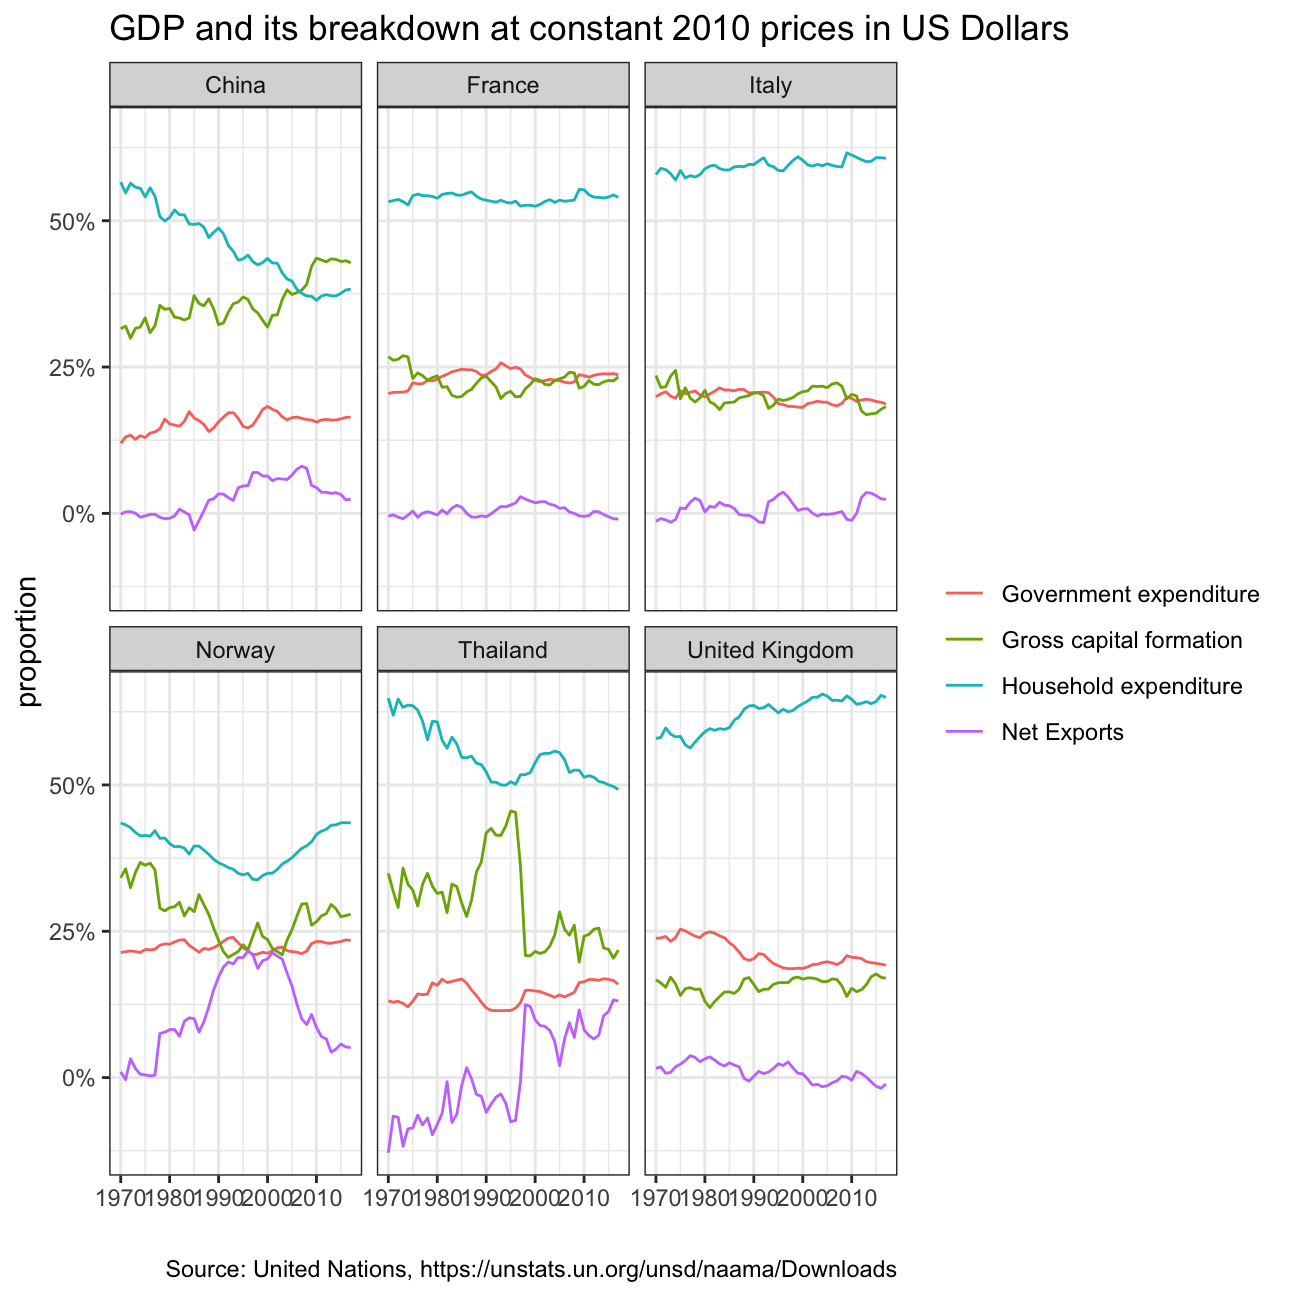 GDP and its breakdown at constant 2010 prices in US Dollars
China France Italy
50%
25%
0%
proportion
Government expenditure
Gross capital formation
Household expenditure
Net Exports
Norway Thailand United Kingdom
50%
25%
0%
1970 1980 1990 2000 2010 1970 1980 1990 2000 2010 1970 1980 1990 2000 2010
Source: United Nations, https://unstats.un.org/unsd/naama/Downloads